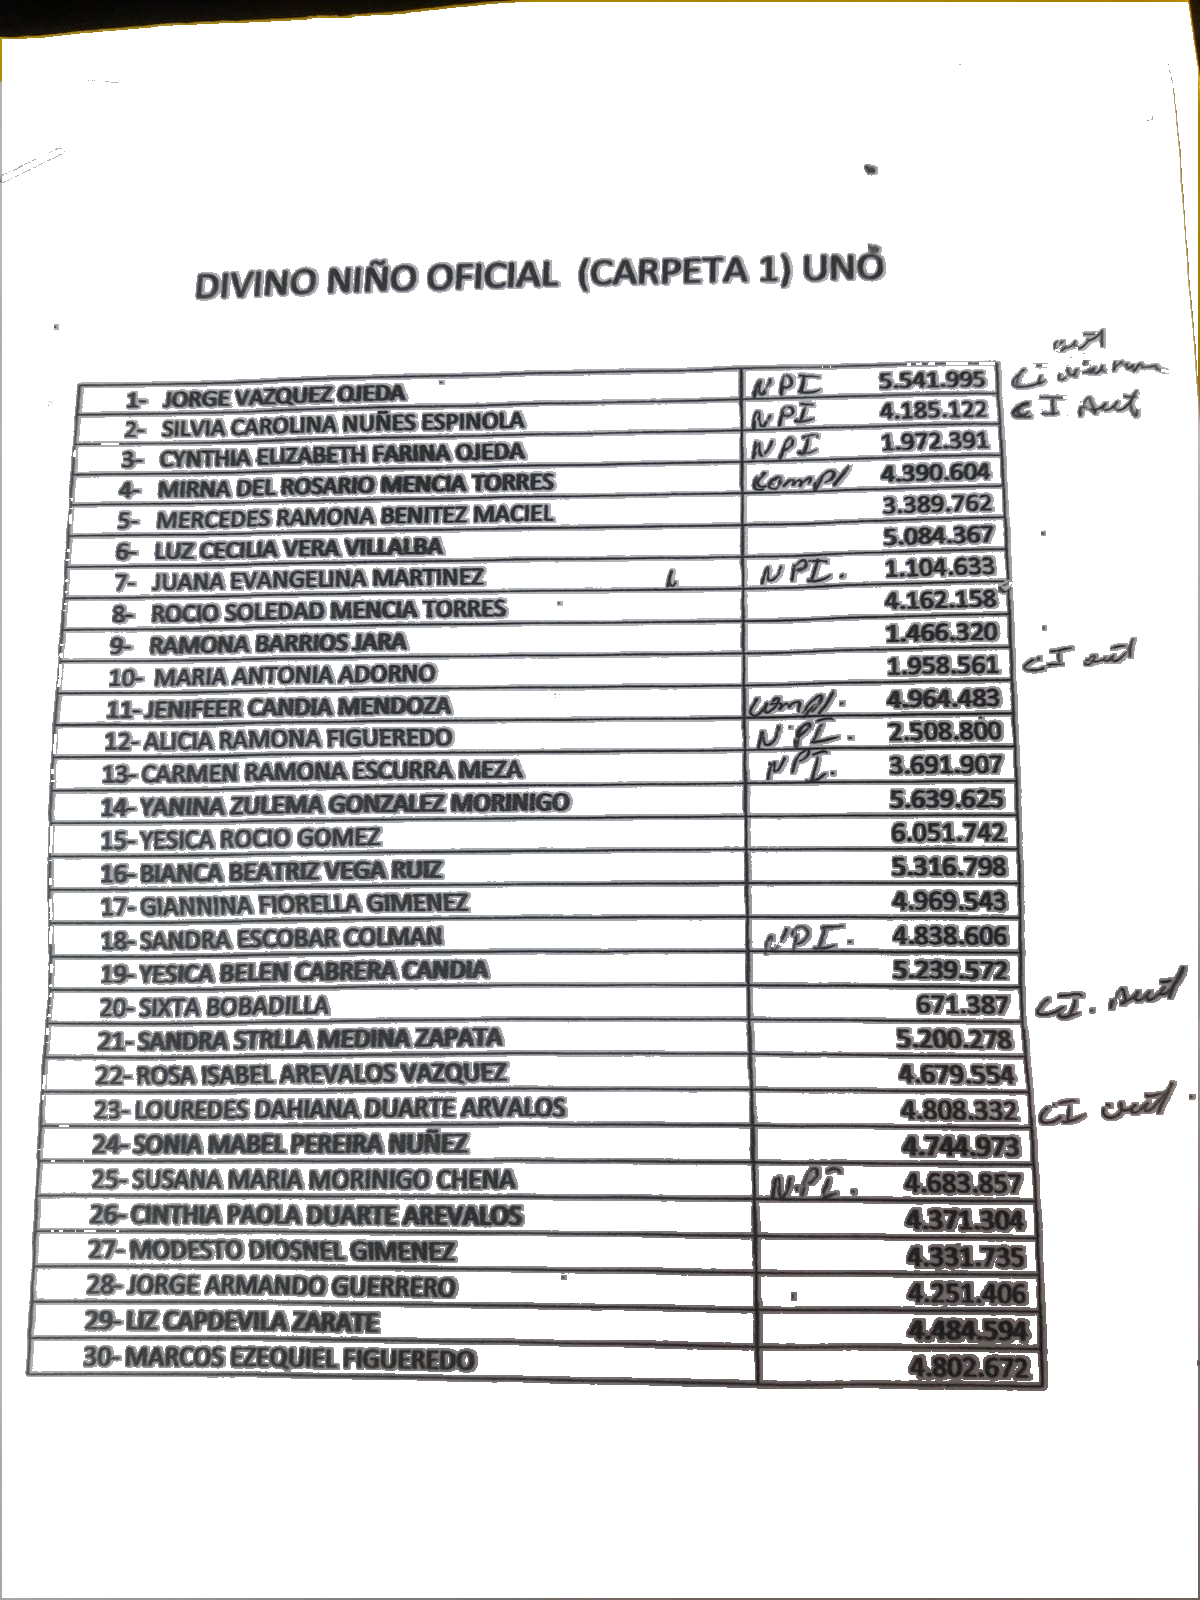 DIVINO NIÑO OFICIAL (CARPETA 1) UNO
1- JORGE VAZQUEZ OJEDA NPI 5.541.995 Ci
2- SILVIA CAROLINA NUÑES ESPINOLA NPI 4.185.122 CI Aut
3- CYNTHIA ELIZABETH FARINA OJEDA NPI 1.972.391
4- MIRNA DEL ROSARIO MENCIA TORRES compl 4.390.604
5- MERCEDES RAMONA BENITEZ MACIEL 3.389.762
6- LUZ CECILIA VERA VILLALBA 5.084.367
7- JUANA EVANGELINA MARTINEZ NPI. 1.104.633
8- ROCIO SOLEDAD MENCIA TORRES 4.162.158
9- RAMONA BARRIOS JARA 1.466.320
10- MARIA ANTONIA ADORNO 1.958.561 CI aut
11- JENIFEER CANDIA MENDOZA compl. 4.964.483
12- ALICIA RAMONA FIGUEREDO N.PI. 2.508.800
13- CARMEN RAMONA ESCURRA MEZA NPI. 3.691.907
14- YANINA ZULEMA GONZALEZ MORINIGO 5.639.625
15- YESICA ROCIO GOMEZ 6.051.742
16- BIANCA BEATRIZ VEGA RUIZ 5.316.798
17- GIANNINA FIORELLA GIMENEZ 4.969.543
18- SANDRA ESCOBAR COLMAN NPI. 4.838.606
19- YESICA BELEN CABRERA CANDIA 5.239.572
20- SIXTA BOBADILLA 671.387 CI. Aut
21- SANDRA STRLLA MEDINA ZAPATA 5.200.278
22- ROSA ISABEL AREVALOS VAZQUEZ 4.679.554
23- LOUREDES DAHIANA DUARTE ARVALOS 4.808.332 CI aut
24- SONIA MABEL PEREIRA NUÑEZ 4.744.973
25- SUSANA MARIA MORINIGO CHENA N.PI. 4.683.857
26- CINTHIA PAOLA DUARTE AREVALOS 4.371.304
27- MODESTO DIOSNEL GIMENEZ 4.331.735
28- JORGE ARMANDO GUERRERO 4.251.406
29- LIZ CAPDEVILA ZARATE 4.484.594
30- MARCOS EZEQUIEL FIGUEREDO 4.802.672